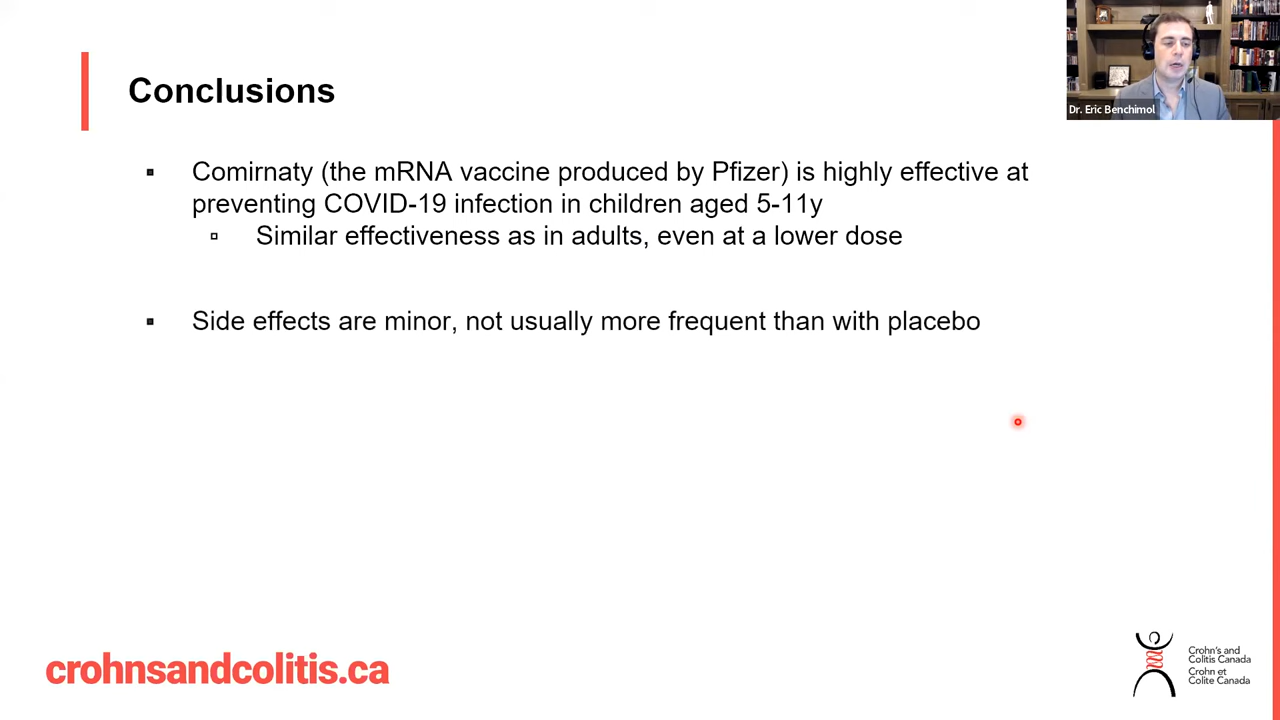 Conclusions
Dr. Eric Benchimol
Comirnaty (the mRNA vaccine produced by Pfizer) is highly effective at
preventing COVID-19 infection in children aged 5-11y
Similar effectiveness as in adults, even at a lower dose
Side effects are minor, not usually more frequent than with placebo
crohnsandcolitis.ca
Crohn's and
Colitis Canada
Crohn et
Colite Canada